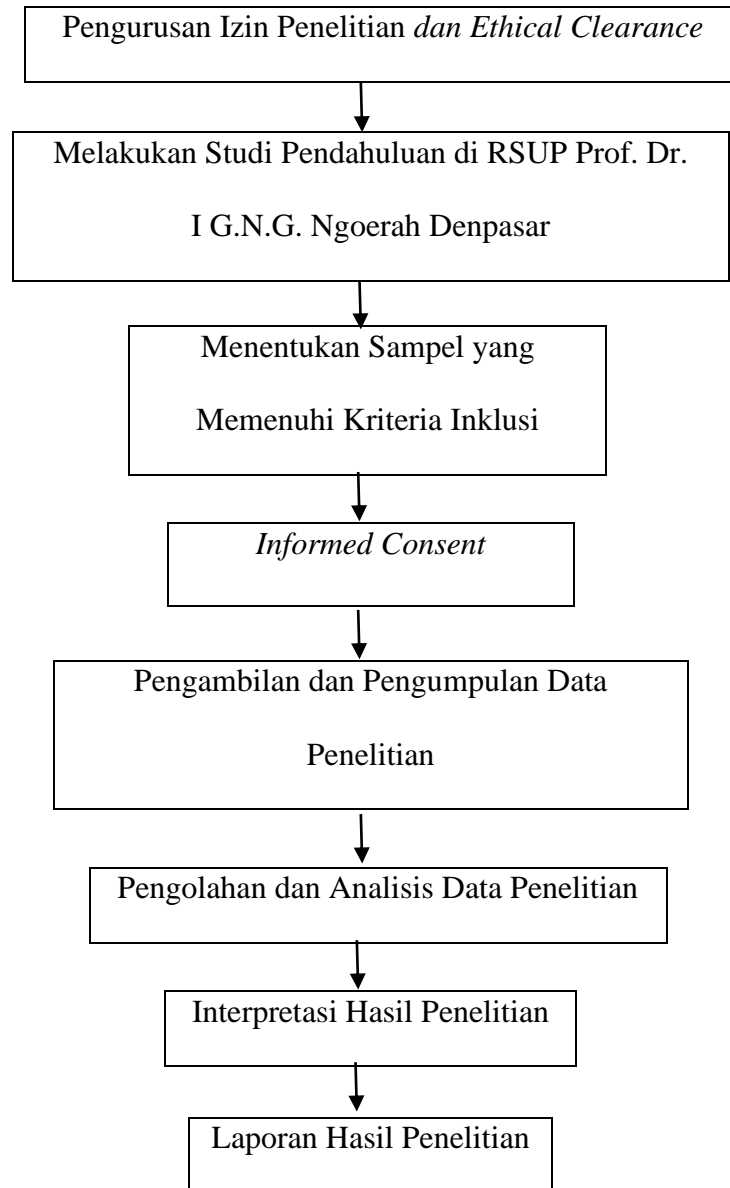 Pengurusan Izin Penelitian dan Ethical Clearance
Melakukan Studi Pendahuluan di RSUP Prof. Dr.
I G.N.G. Ngoerah Denpasar
Menentukan Sampel yang
Memenuhi Kriteria Inklusi
Informed Consent
Pengambilan dan Pengumpulan Data
Penelitian
Pengolahan dan Analisis Data Penelitian
Interpretasi Hasil Penelitian
Laporan Hasil Penelitian